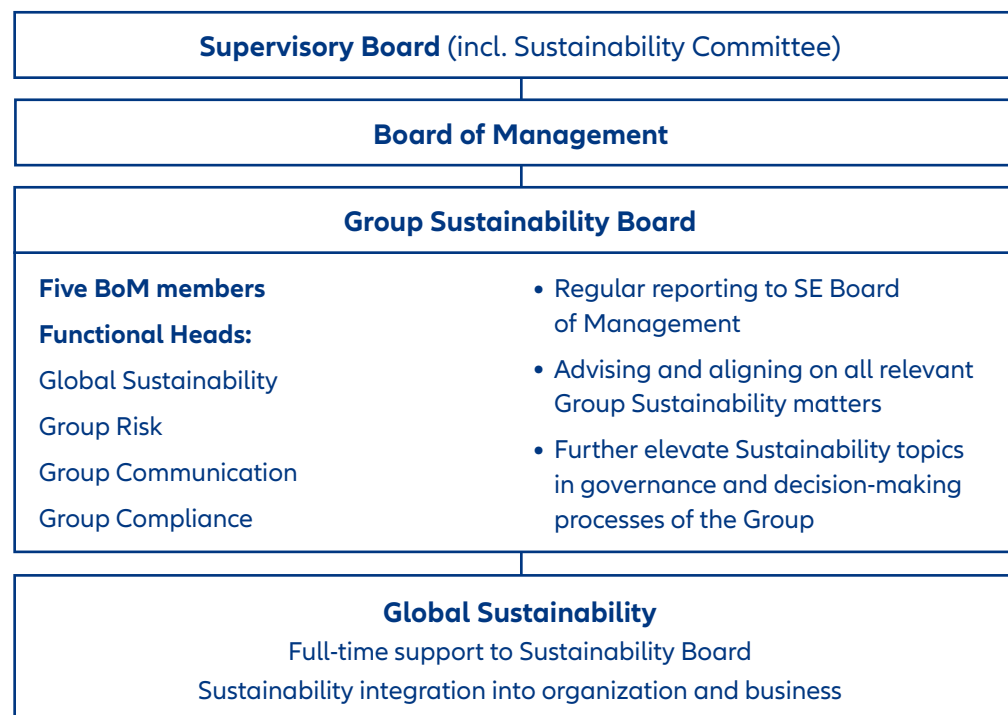 Supervisory Board (incl. Sustainability Committee)
Board of Management
Group Sustainability Board
Five BoM members
Functional Heads:
Global Sustainability
Group Risk
Group Communication
Group Compliance
• Regular reporting to SE Board
of Management
• Advising and aligning on all relevant
Group Sustainability matters
• Further elevate Sustainability topics
in governance and decision-making
processes of the Group
Global Sustainability
Full-time support to Sustainability Board
Sustainability integration into organization and business